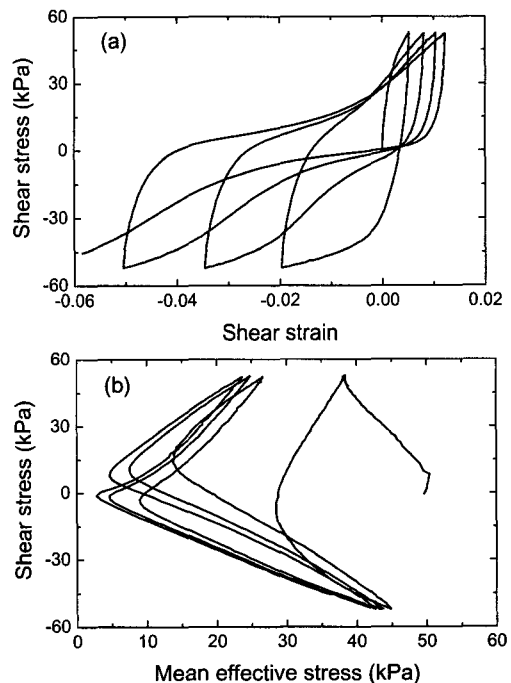 (a)
Shear stress (kPa)
60
30
0
-30
-60
-0.06 -0.04 -0.02 0.00 0.02
Shear strain
(b)
Shear stress (kPa)
60
30
0
-30
-60
0 10 20 30 40 50 60
Mean effective stress (kPa)